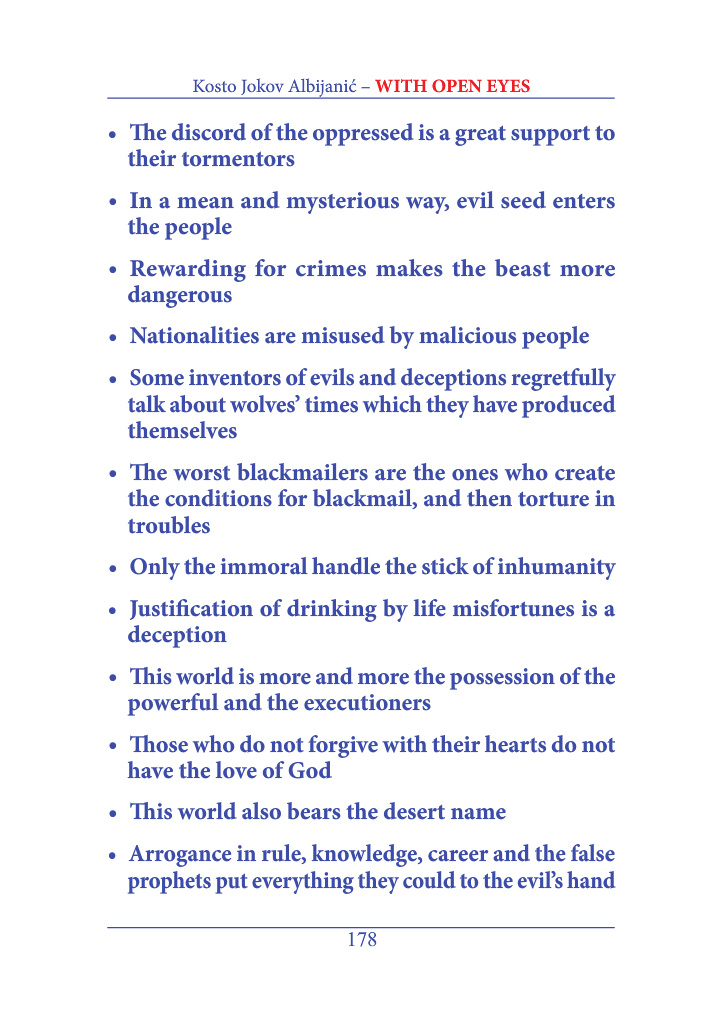 Kosto Jokov Albijanić – WITH OPEN EYES
• The discord of the oppressed is a great support to
their tormentors
• In a mean and mysterious way, evil seed enters
the people
• Rewarding for crimes makes the beast more
dangerous
• Nationalities are misused by malicious people
• Some inventors of evils and deceptions regretfully
talk about wolves’ times which they have produced
themselves
• The worst blackmailers are the ones who create
the conditions for blackmail, and then torture in
troubles
• Only the immoral handle the stick of inhumanity
• Justification of drinking by life misfortunes is a
deception
• This world is more and more the possession of the
powerful and the executioners
• Those who do not forgive with their hearts do not
have the love of God
• This world also bears the desert name
• Arrogance in rule, knowledge, career and the false
prophets put everything they could to the evil’s hand
178